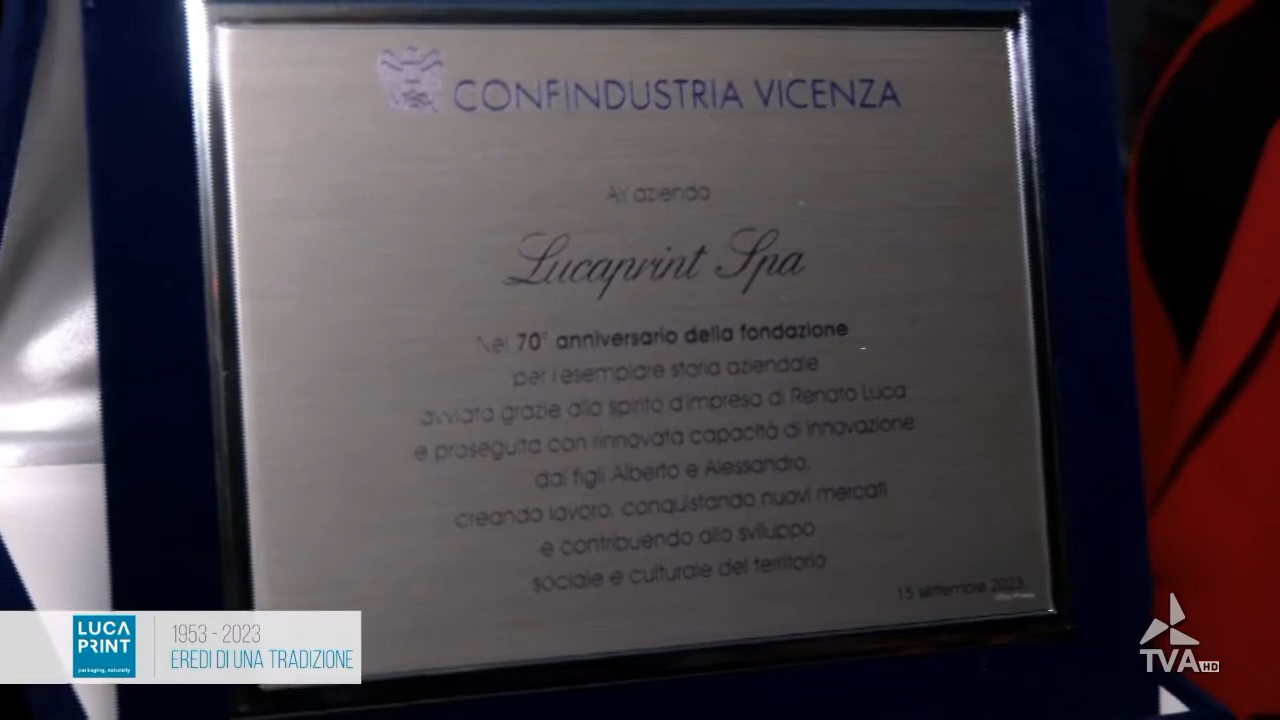 CONFINDUSTRIA VICENZA
All'azienda
Lucaprint Spa
Nel 70° anniversario della fondazione
per l'esemplare storia aziendale
avviata grazie allo spirito d'impresa di Renato Luca
e proseguita con rinnovata capacità di innovazione
dai figli Alberto e Alessandro,
creando lavoro, conquistando nuovi mercati
e contribuendo allo sviluppo
sociale e culturale del territorio
15 settembre 2023
LUCA
PRINT
packaging, naturally
1953 - 2023
EREDI DI UNA TRADIZIONE
TVA HD